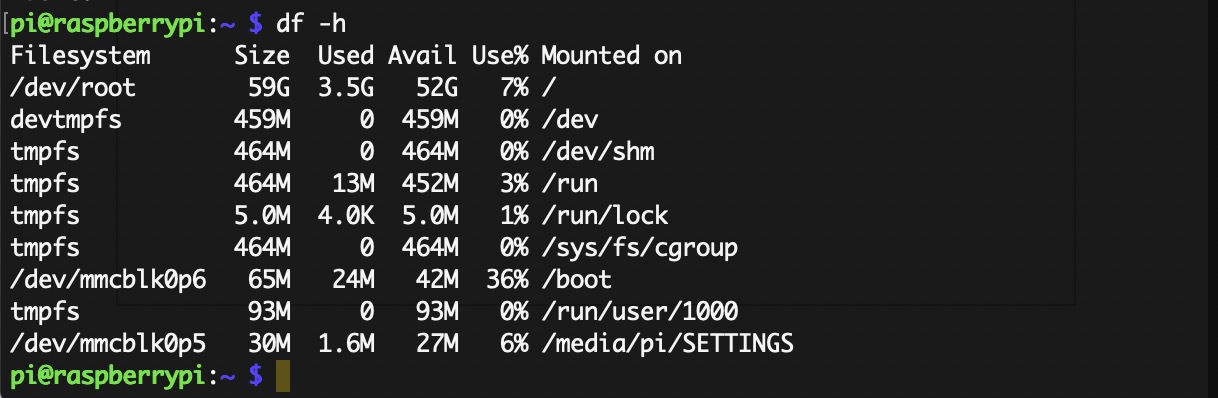 [pi@raspberrypi:~ $ df -h
Filesystem      Size  Used Avail Use% Mounted on
/dev/root        59G  3.5G   52G   7% /
devtmpfs        459M     0  459M   0% /dev
tmpfs           464M     0  464M   0% /dev/shm
tmpfs           464M   13M  452M   3% /run
tmpfs           5.0M  4.0K  5.0M   1% /run/lock
tmpfs           464M     0  464M   0% /sys/fs/cgroup
/dev/mmcblk0p6   65M   24M   42M  36% /boot
tmpfs            93M     0   93M   0% /run/user/1000
/dev/mmcblk0p5   30M  1.6M   27M   6% /media/pi/SETTINGS
pi@raspberrypi:~ $